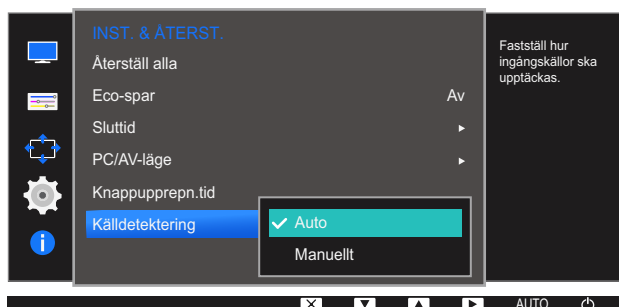 INST. & ÅTERST.
Återställ alla
Eco-spar Av
Sluttid
PC/AV-läge
Knappupprepn.tid
Källdetektering
Auto
Manuellt
Fastställ hur
ingångskällor ska
upptäckas.
AUTO